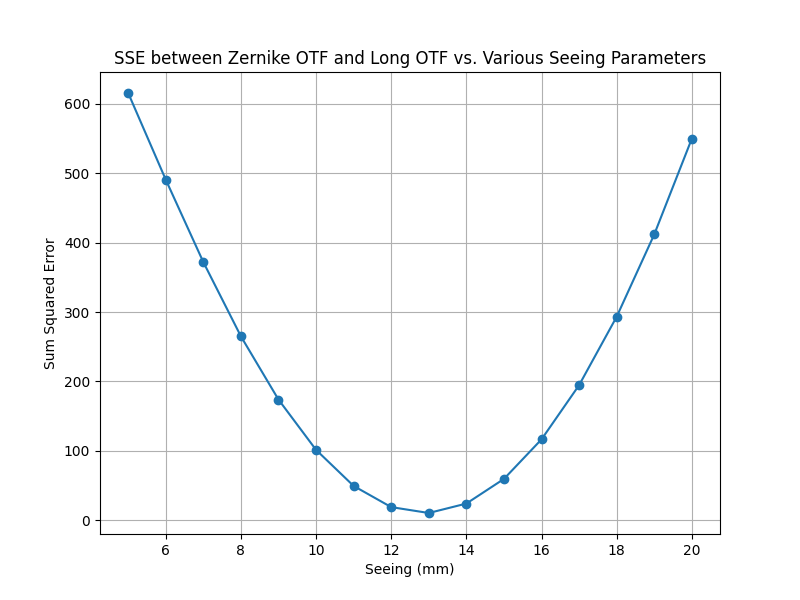 SSE between Zernike OTF and Long OTF vs. Various Seeing Parameters
600
500
400
300
200
100
0
Sum Squared Error
6 8 10 12 14 16 18 20
Seeing (mm)